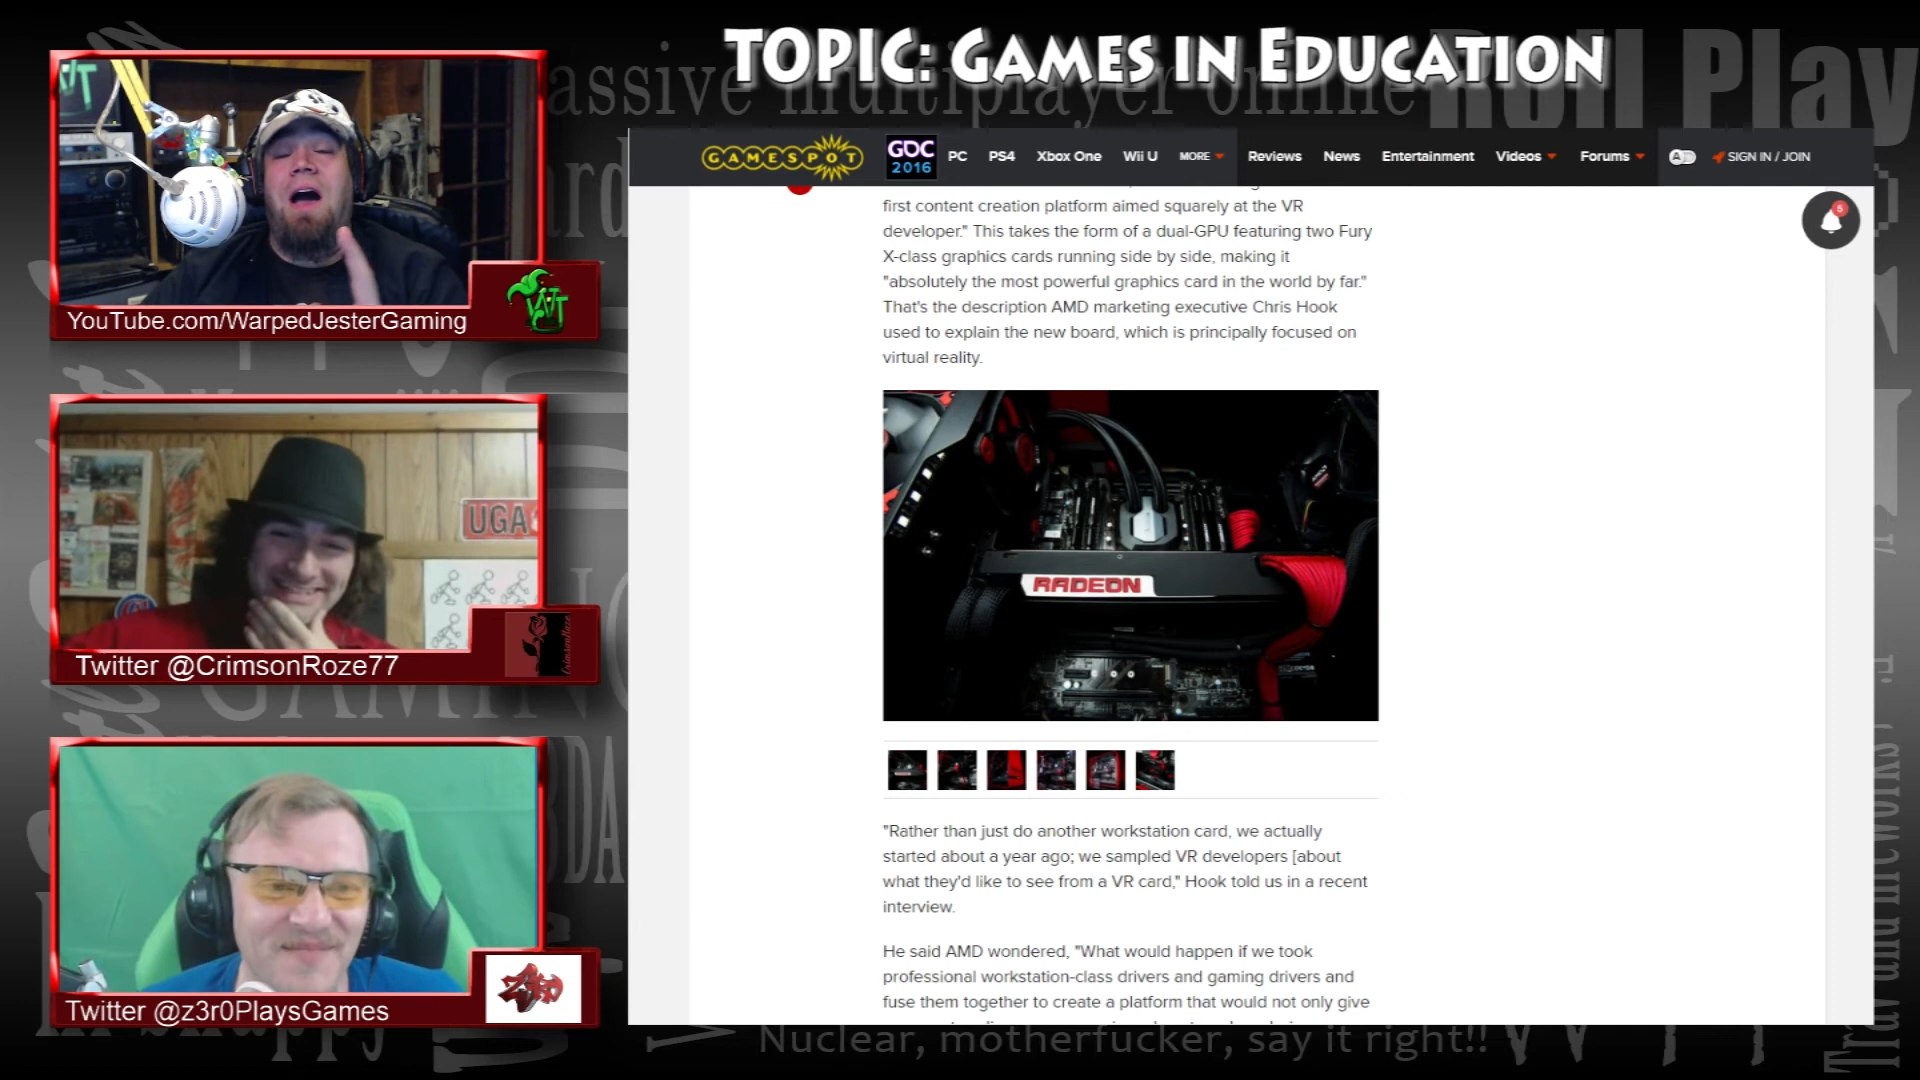 TOPIC: GAMES IN EDUCATION
assive multiplayer online
Roll Play
GAMESPOT
GDC
2016
PC
PS4
Xbox One
Wii U
MORE
Reviews
News
Entertainment
Videos
Forums
A
SIGN IN / JOIN
5
first content creation platform aimed squarely at the VR
developer." This takes the form of a dual-GPU featuring two Fury
X-class graphics cards running side by side, making it
"absolutely the most powerful graphics card in the world by far."
That's the description AMD marketing executive Chris Hook
used to explain the new board, which is principally focused on
virtual reality.
RADEON
"Rather than just do another workstation card, we actually
started about a year ago; we sampled VR developers [about
what they'd like to see from a VR card," Hook told us in a recent
interview.
He said AMD wondered, "What would happen if we took
professional workstation-class drivers and gaming drivers and
fuse them together to create a platform that would not only give
WT
YouTube.com/WarpedJesterGaming
UGA
Twitter @CrimsonRoze77
GAMING
Twitter @z3r0PlaysGames
Nuclear, motherfucker, say it right!!